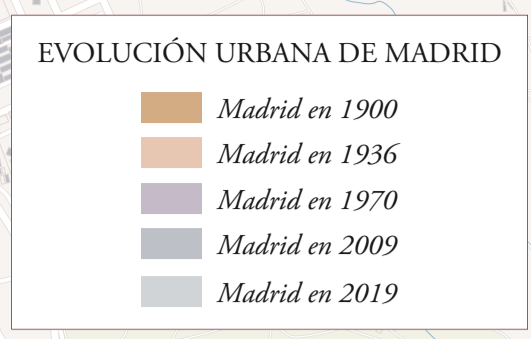 EVOLUCIÓN URBANA DE MADRID
Madrid en 1900
Madrid en 1936
Madrid en 1970
Madrid en 2009
Madrid en 2019